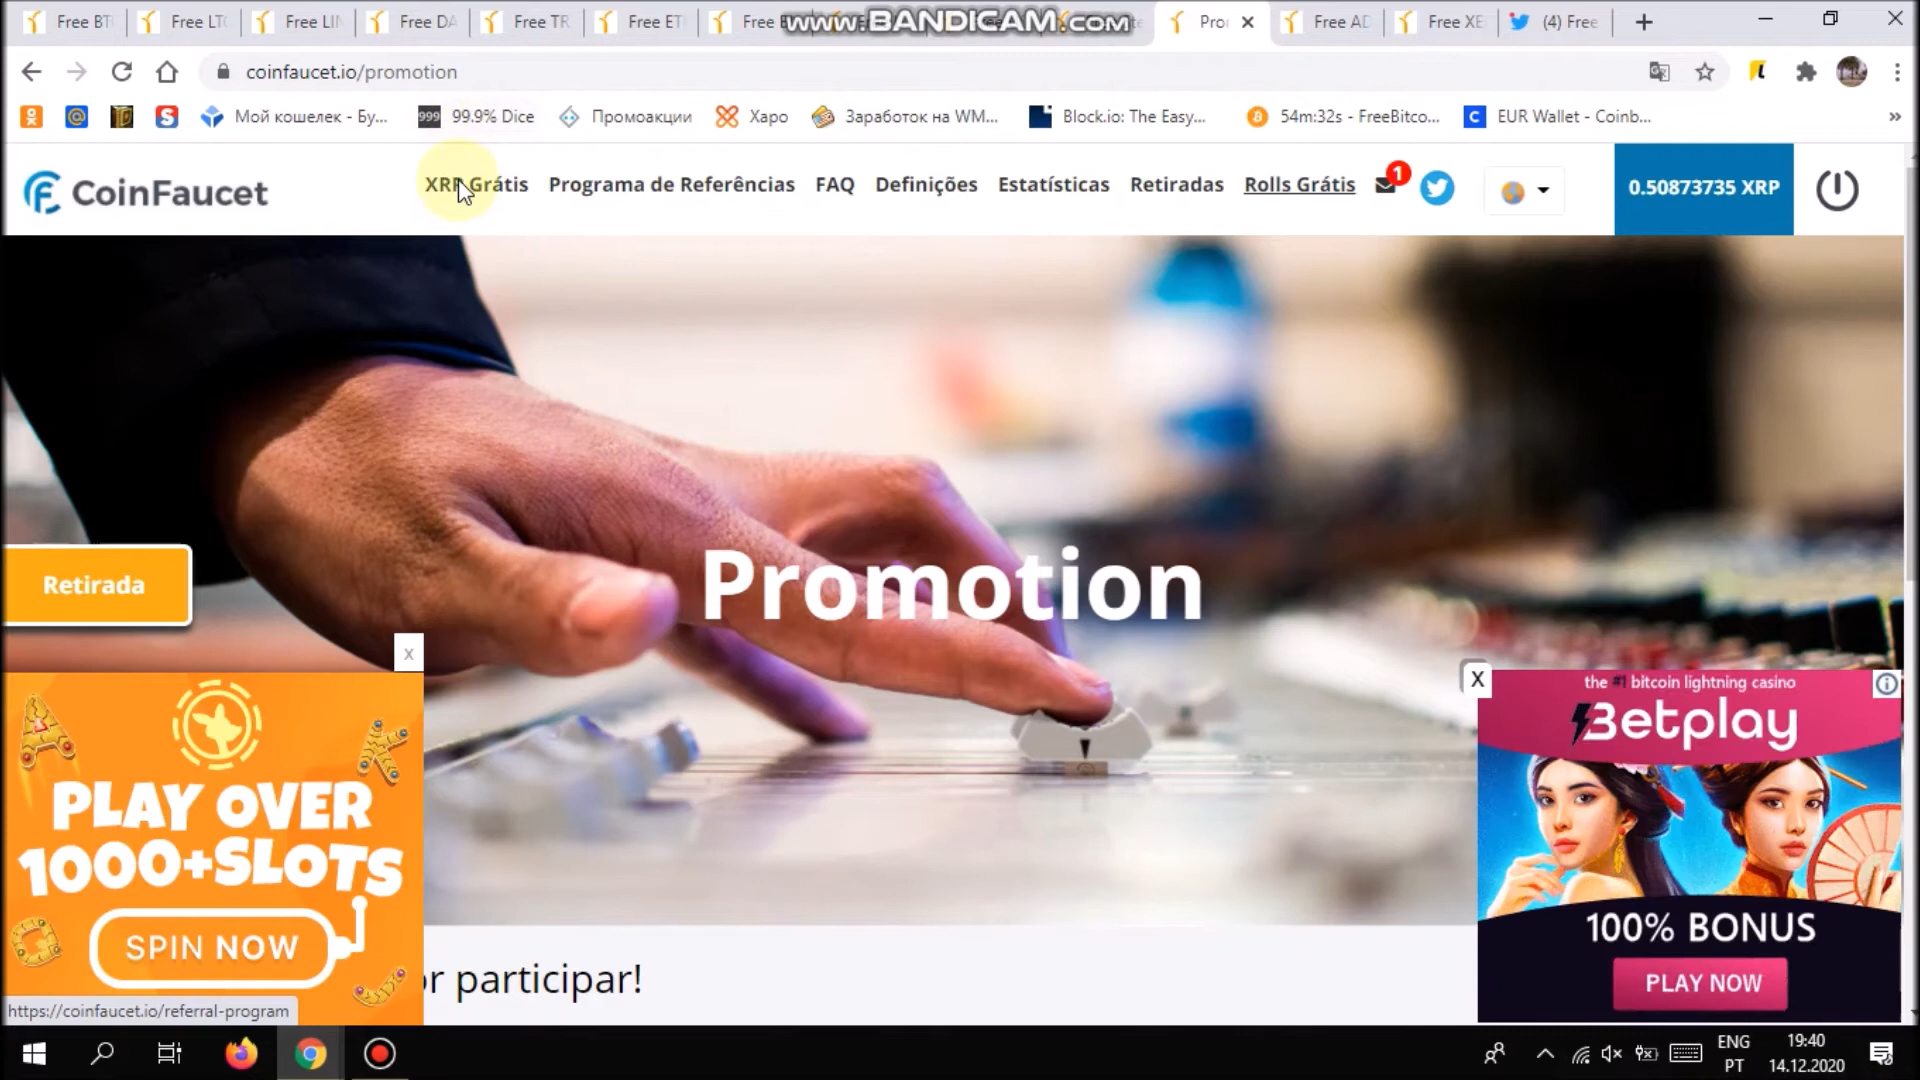 Free BT
Free LT
Free LI
Free DA
Free TR
Free ET
Free
www.BANDICAM.com
Pro
Free AD
Free XE
(4) Free
coinfaucet.io/promotion
Мой кошелек - Бу...
999
99.9% Dice
Промоакции
Харо
Заработок на WM...
Block.io: The Easy...
54m:32s - FreeBitco...
EUR Wallet - Coinb...
CoinFaucet
XRP Grátis
Programa de Referências
FAQ
Definições
Estatísticas
Retiradas
Rolls Grátis
1
0.50873735 XRP
Promotion
Retirada
x
PLAY OVER
1000+SLOTS
SPIN NOW
or participar!
X
the #1 bitcoin lightning casino
Betplay
100% BONUS
PLAY NOW
https://coinfaucet.io/referral-program
ENG
PT
19:40
14.12.2020